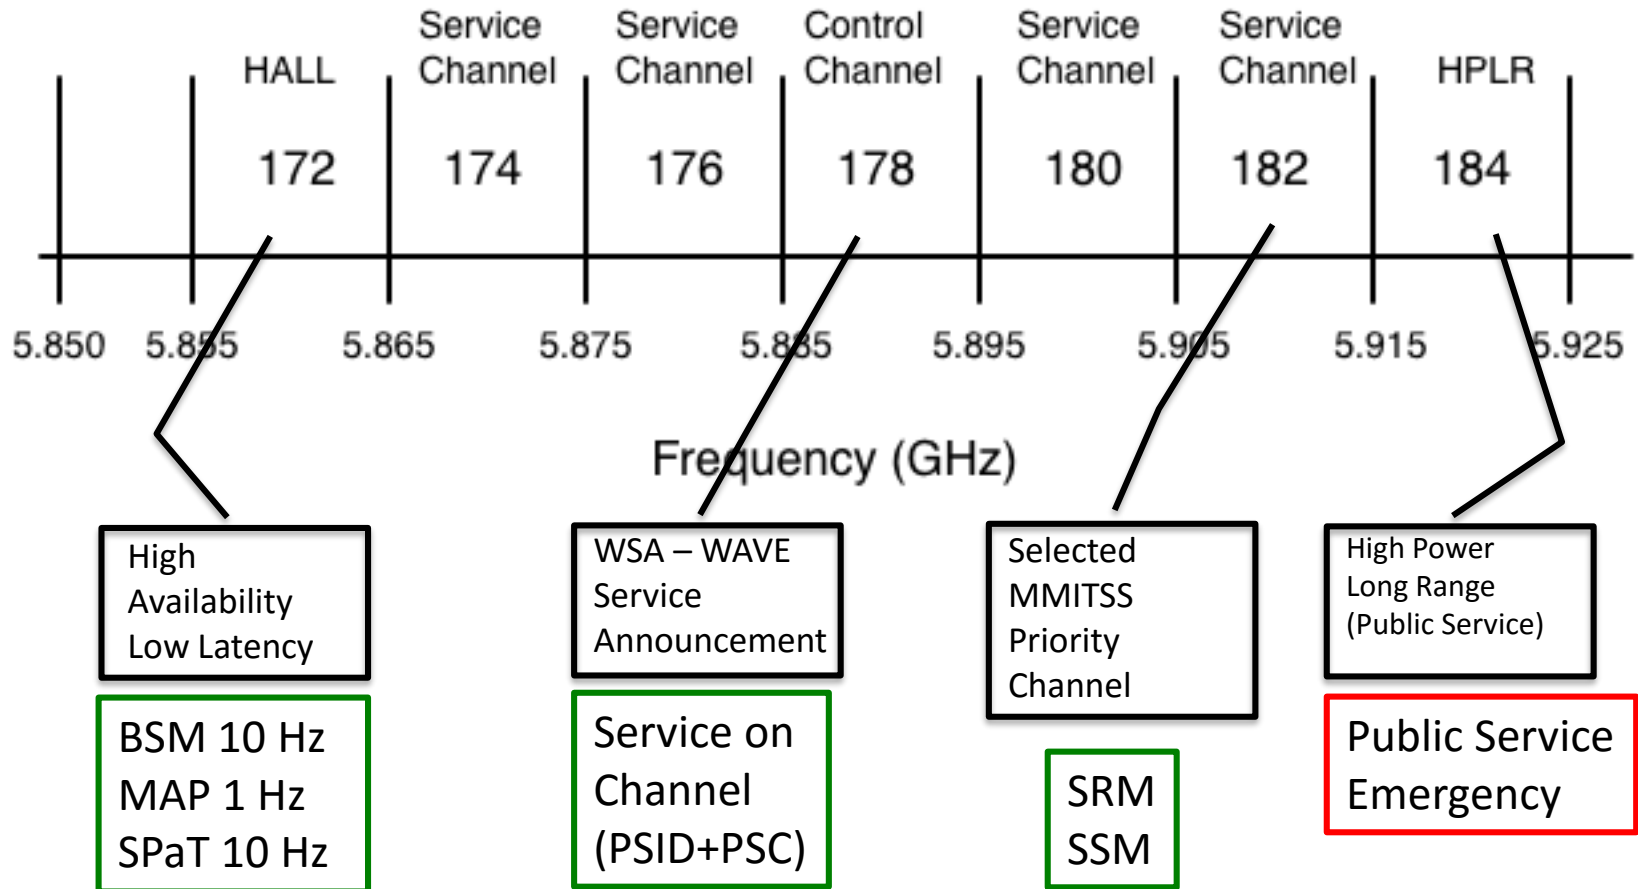 HALL
Service
Channel
Service
Channel
Control
Channel
Service
Channel
Service
Channel
HPLR
172 174 176 178 180 182 184
5.850 5.855 5.865 5.875 5.885 5.895 5.905 5.915 5.925
Frequency (GHz)
High
Availability
Low Latency
WSA – WAVE
Service
Announcement
Selected
MMITSS
Priority
Channel
High Power
Long Range
(Public Service)
BSM 10 Hz
MAP 1 Hz
SPaT 10 Hz
Service on
Channel
(PSID+PSC)
SRM
SSM
Public Service
Emergency